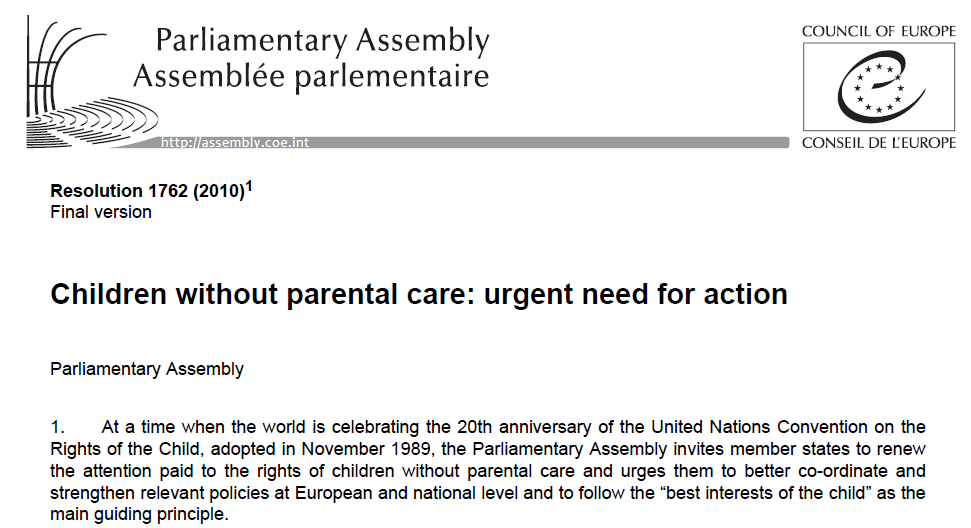 Parliamentary Assembly
Assemblée parlementaire
http://assembly.coe.int
COUNCIL OF EUROPE
CONSEIL DE L'EUROPE
Resolution 1762 (2010)1
Final version
Children without parental care: urgent need for action
Parliamentary Assembly
1. At a time when the world is celebrating the 20th anniversary of the United Nations Convention on the
Rights of the Child, adopted in November 1989, the Parliamentary Assembly invites member states to renew
the attention paid to the rights of children without parental care and urges them to better co-ordinate and
strengthen relevant policies at European and national level and to follow the “best interests of the child” as the
main guiding principle.